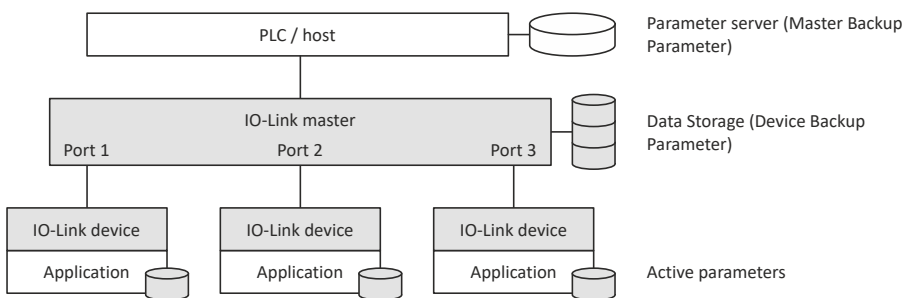 PLC / host
Parameter server (Master Backup
Parameter)
IO-Link master
Port 1
Port 2
Port 3
Data Storage (Device Backup
Parameter)
IO-Link device
IO-Link device
IO-Link device
Application
Application
Application
Active parameters